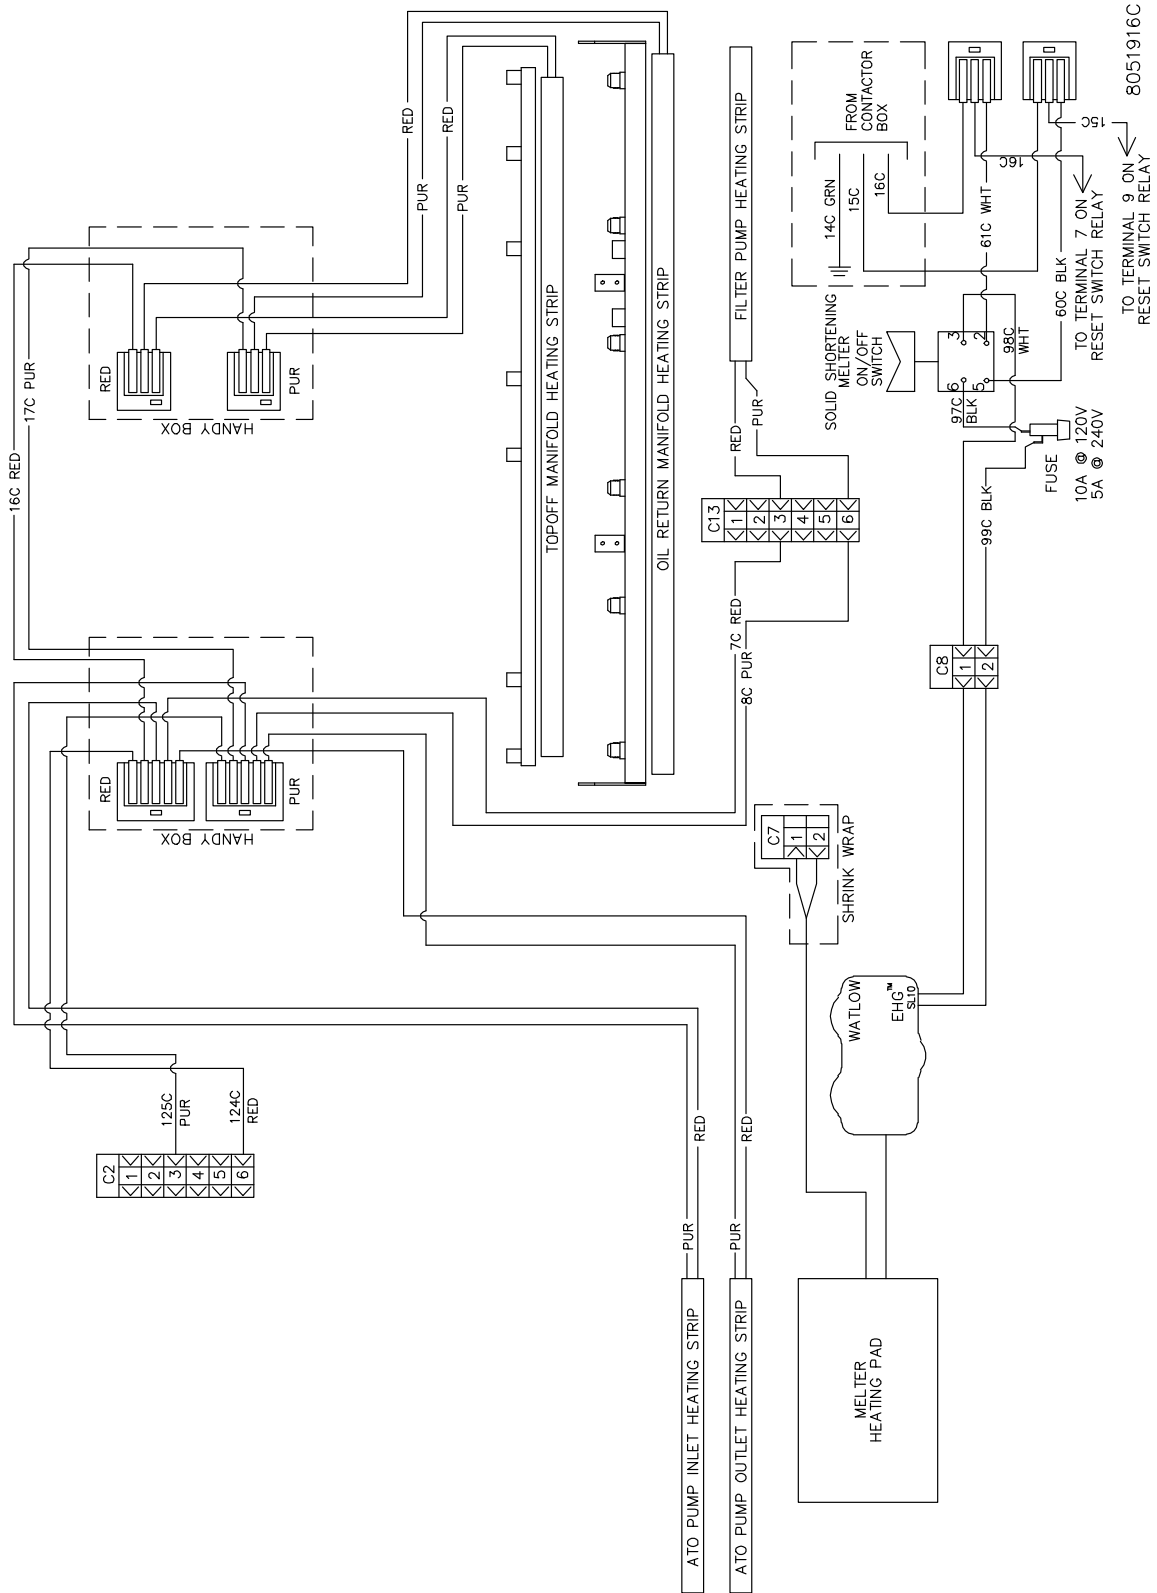 8051916C
RED
PUR
RED
PUR
16C RED
17C PUR
RED
PUR
HANDY BOX
RED
PUR
HANDY BOX
TOPOFF MANIFOLD HEATING STRIP
OIL RETURN MANIFOLD HEATING STRIP
FILTER PUMP HEATING STRIP
RED
PUR
C13
1
2
3
4
5
6
7C RED
8C PUR
FROM
CONTACTOR
BOX
14C GRN
15C
16C
SOLID SHORTENING
MELTER
ON/OFF
SWITCH
61C WHT
16C
15C
60C BLK
TO TERMINAL 7 ON
RESET SWITCH RELAY
TO TERMINAL 9 ON
RESET SWITCH RELAY
3
2
6
5
98C
WHT
97C
BLK
FUSE
10A @ 120V
5A @ 240V
99C BLK
C8
1
2
C7
1
2
SHRINK WRAP
WATLOW
EHG™
SL10
C2
1
2
3
4
5
6
125C
PUR
124C
RED
PUR
RED
PUR
RED
ATO PUMP INLET HEATING STRIP
ATO PUMP OUTLET HEATING STRIP
MELTER
HEATING PAD